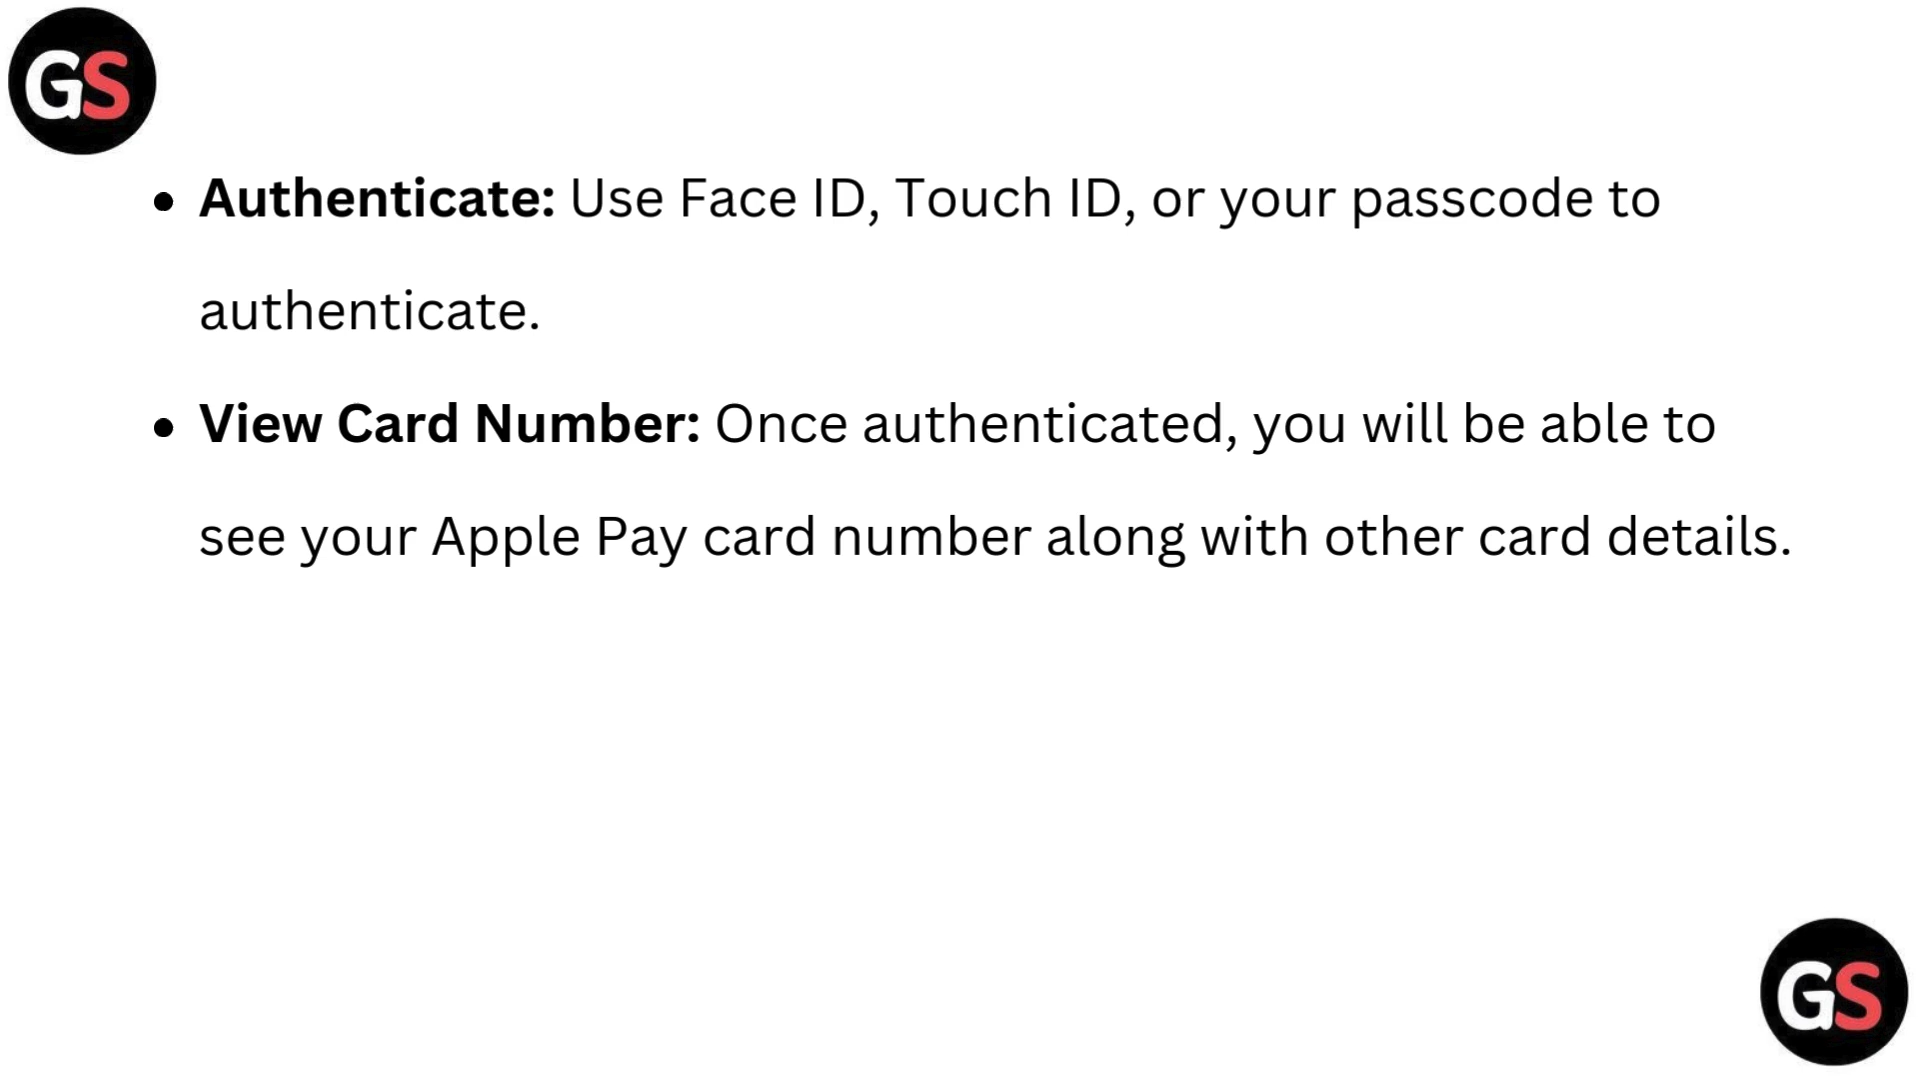 GS
• Authenticate: Use Face ID, Touch ID, or your passcode to
authenticate.
• View Card Number: Once authenticated, you will be able to
see your Apple Pay card number along with other card details.
GS